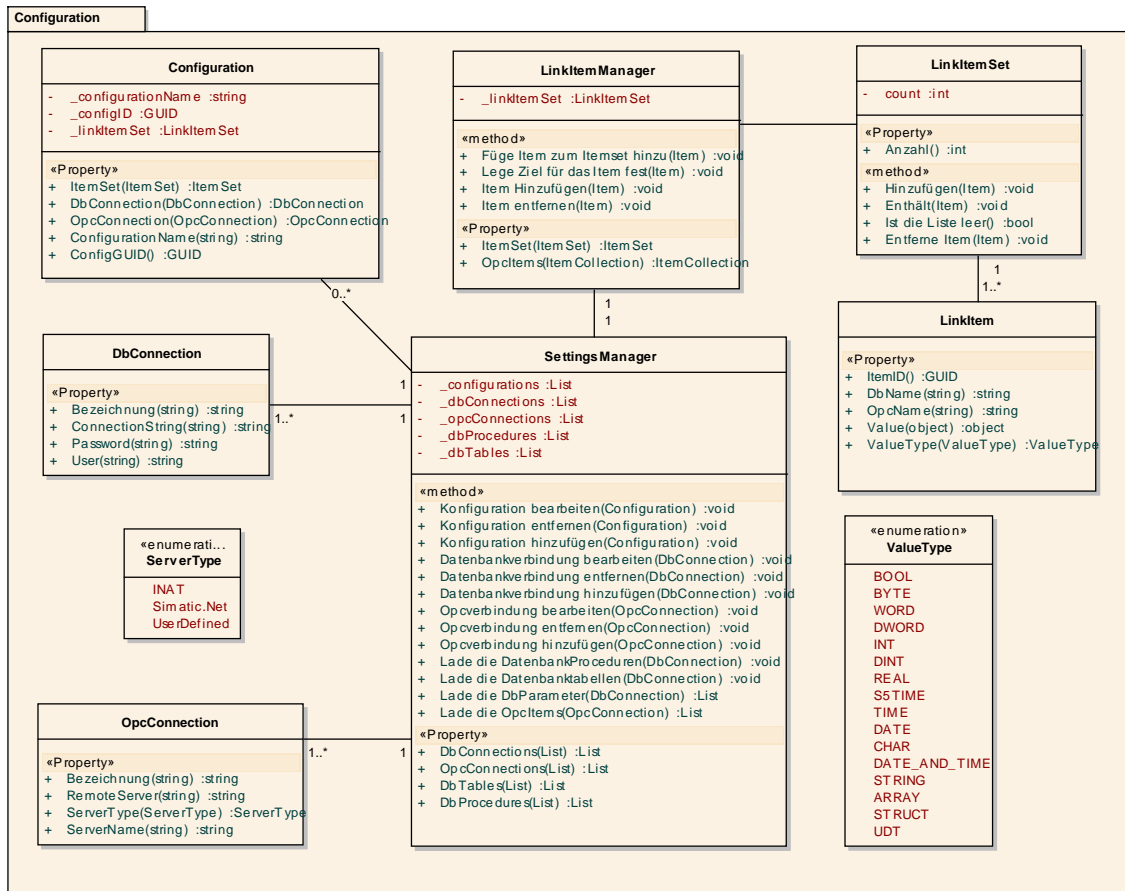 Configuration
Configuration
- _configurationName :string
- _configID :GUID
- _linkItemSet :LinkItemSet
«Property»
+ ItemSet(ItemSet) :ItemSet
+ DbConnection(DbConnection) :DbConnection
+ OpcConnection(OpcConnection) :OpcConnection
+ ConfigurationName(string) :string
+ ConfigGUID() :GUID
0..*
LinkItemManager
- _linkItemSet :LinkItemSet
«method»
+ Füge Item zum Itemset hinzu(Item) :void
+ Lege Ziel für das Item fest(Item) :void
+ Item Hinzufügen(Item) :void
+ Item entfernen(Item) :void
«Property»
+ ItemSet(ItemSet) :ItemSet
+ OpcItems(ItemCollection) :ItemCollection
1
1
LinkItemSet
- count :int
«Property»
+ Anzahl() :int
«method»
+ Hinzufügen(Item) :void
+ Enthält(Item) :void
+ Ist die Liste leer() :bool
+ Entferne Item(Item) :void
1
1..*
LinkItem
«Property»
+ ItemID() :GUID
+ DbName(string) :string
+ OpcName(string) :string
+ Value(object) :object
+ ValueType(ValueType) :ValueType
DbConnection
«Property»
+ Bezeichnung(string) :string
+ ConnectionString(string) :string
+ Password(string) :string
+ User(string) :string
1..*
1
1
SettingsManager
- _configurations :List
- _dbConnections :List
- _opcConnections :List
- _dbProcedures :List
- _dbTables :List
«method»
+ Konfiguration bearbeiten(Configuration) :void
+ Konfiguration entfernen(Configuration) :void
+ Konfiguration hinzufügen(Configuration) :void
+ Datenbankverbindung bearbeiten(DbConnection) :void
+ Datenbankverbindung entfernen(DbConnection) :void
+ Datenbankverbindung hinzufügen(DbConnection) :void
+ Opcverbindung bearbeiten(OpcConnection) :void
+ Opcverbindung entfernen(OpcConnection) :void
+ Opcverbindung hinzufügen(OpcConnection) :void
+ Lade die DatenbankProceduren(DbConnection) :void
+ Lade die Datenbanktabellen(DbConnection) :void
+ Lade die DbParameter(DbConnection) :List
+ Lade die OpcItems(OpcConnection) :List
«Property»
+ DbConnections(List) :List
+ OpcConnections(List) :List
+ DbTables(List) :List
+ DbProcedures(List) :List
«enumerati...
ServerType
INAT
Simatic.Net
UserDefined
OpcConnection
«Property»
+ Bezeichnung(string) :string
+ RemoteServer(string) :string
+ ServerType(ServerType) :ServerType
+ ServerName(string) :string
1..*
1
«enumeration»
ValueType
BOOL
BYTE
WORD
DWORD
INT
DINT
REAL
S5TIME
TIME
DATE
CHAR
DATE_AND_TIME
STRING
ARRAY
STRUCT
UDT